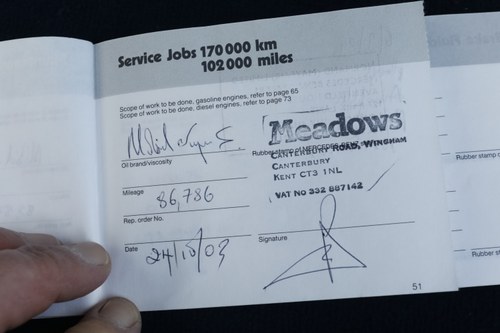 Service Jobs 170 000 km
102 000 miles
Scope of work to be done, gasoline engines, refer to page 65
Scope of work to be done, diesel engines, refer to page 73
Oil brand/viscosity
Meadows
CANTERBURY ROAD, WINGHAM
CANTERBURY
KENT CT3 1NL
VAT No 332 887142
Mileage
86,786
Rep. order No.
Date
24/10/03
Signature
51
Rubber stamp
Rubber